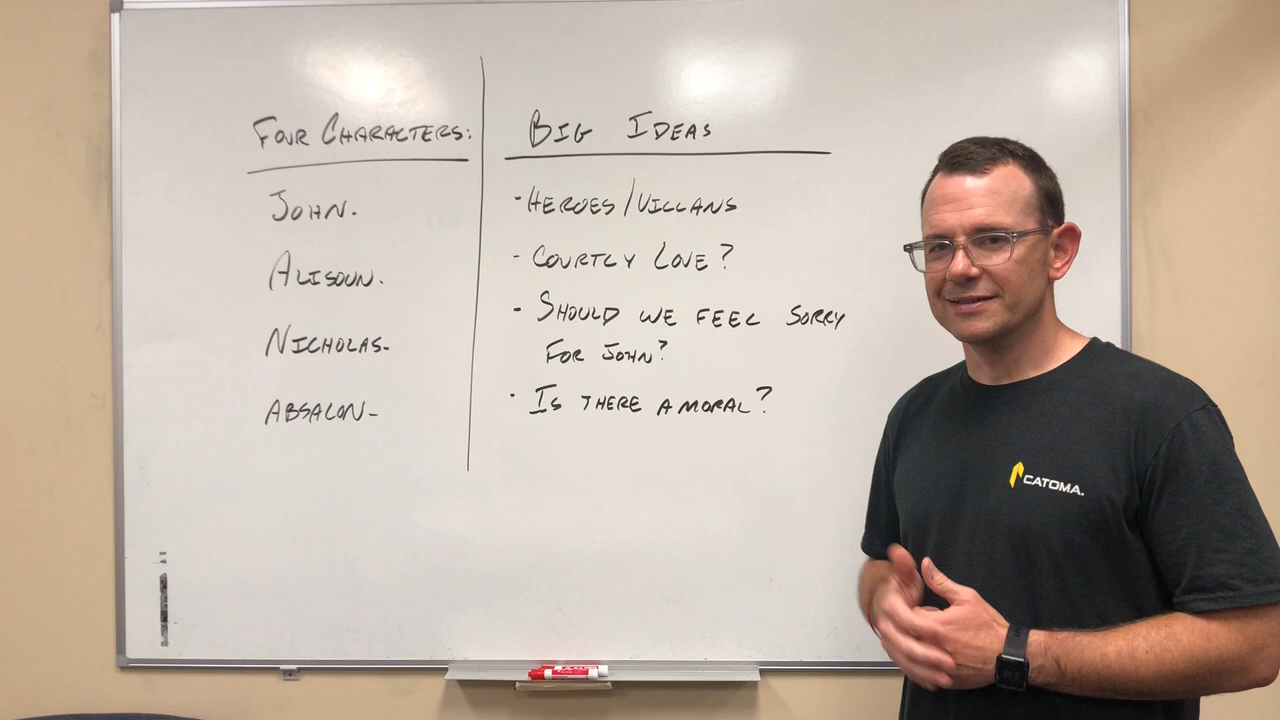 FOUR CHARACTERS:
JOHN.
ALISOUN.
NICHOLAS-
ABSALON-
BIG IDEAS
-HEROES/VILLANS
- COURTLY LOVE?
- SHOULD WE FEEL SORRY
FOR JOHN?
- IS THERE A MORAL?
CATOMA.